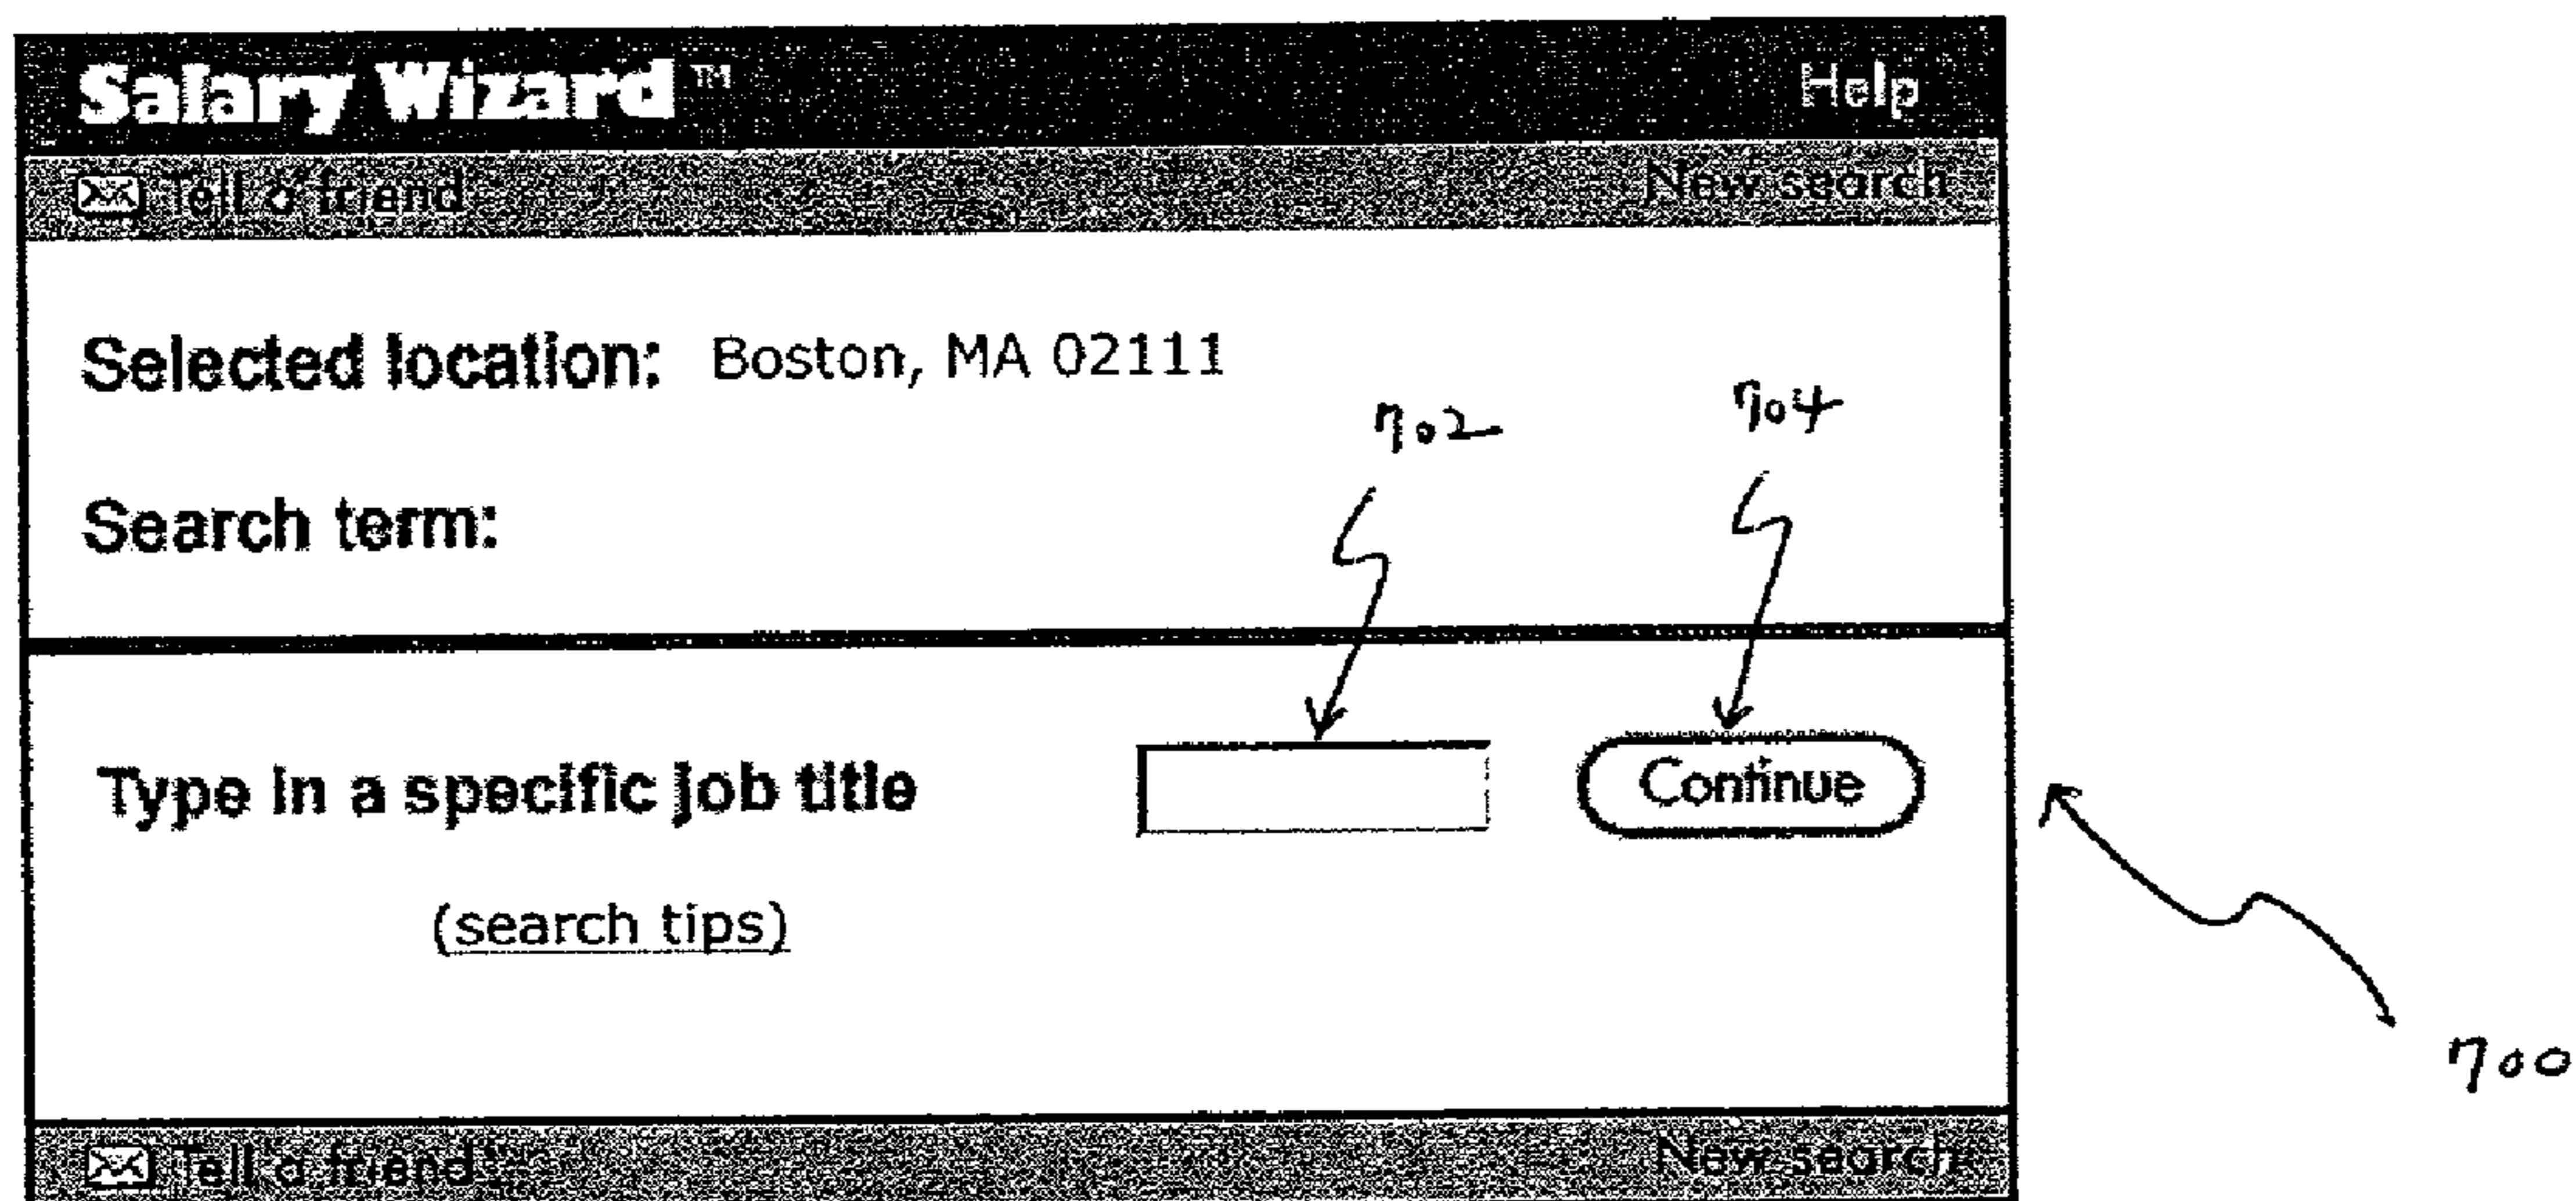 Salary Wizard™ Help
Tell a friend New search
Selected location: Boston, MA 02111
702 704
Search term:
Type in a specific job title Continue
(search tips)
700
Tell a friend New search